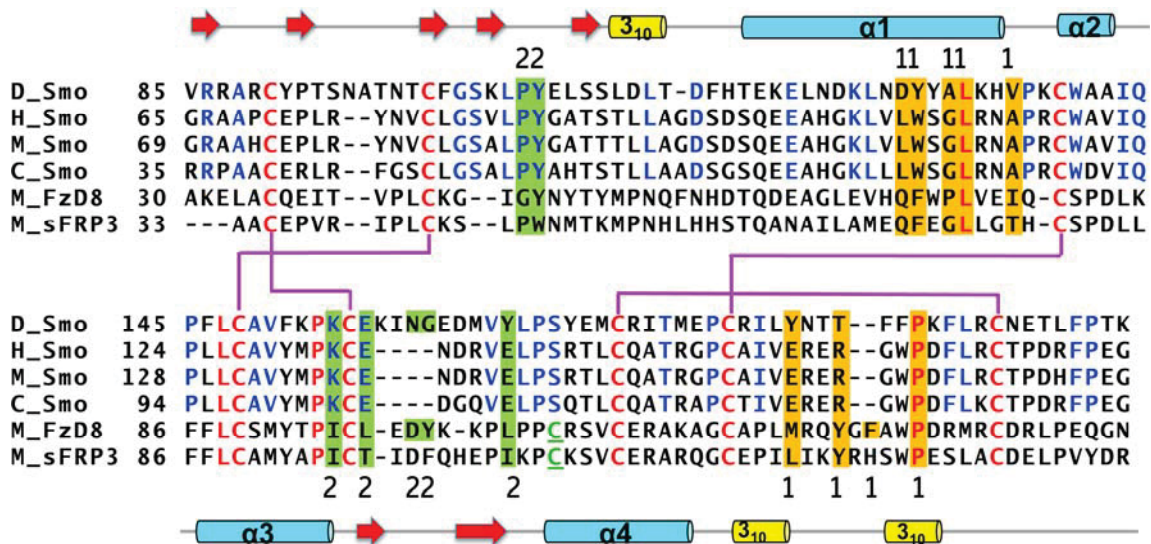 3₁₀ α1 α2
22 11 11 1
D_Smo 85 VRRARCYPTSNATNTCFGSKLPYELSSLDLT-DFHTEKELNDKLNDYYALKHVPKCWAAIQ
H_Smo 65 GRAAPCEPLR--YNVCLGSVLPYGATSTLLAGDSDSQEEAHGKLVLWSGLRNAPRCWAVIQ
M_Smo 69 GRAAHCEPLR--YNVCLGSALPYGATTTLLAGDSDSQEEAHGKLVLWSGLRNAPRCWAVIQ
C_Smo 35 RRPAACERLR--FGSCLGSALPYAHTSTLLAADSGSQEEAHGKLLLWSGLRNAPRCWDVIQ
M_FzD8 30 AKELACQEIT--VPLCKG--IGYNYTYMPNQFNHDTQDEAGLEVHQFWPLVEIQ-CSPDLK
M_sFRP3 33 ---AACEPVR--IPLCKS--LPWNMTKMPNHLHHSTQANAILAMEQFEGLLGTH-CSPDLL
D_Smo 145 PFLCAVFKPKCEKINGEDMVYLPSYEMCRITMEPCRILYNTT--FFPKFLRCNETLFPTK
H_Smo 124 PLLCAVYMPKCE----NDRVELPSRTLCQATRGPCAIVERER--GWPDFLRCTPDRFPEG
M_Smo 128 PLLCAVYMPKCE----NDRVELPSRTLCQATRGPCAIVERER--GWPDFLRCTPDHFPEG
C_Smo 94 PLLCAVYMPKCE----DGQVELPSQTLCQATRAPCTIVERER--GWPDFLRCTPDRFPEG
M_FzD8 86 FFLCSMYTPICL-EDYK-KPLPPCRSVCERAKAGCAPLMRQYGFAWPDRMRCDRLPEQGN
M_sFRP3 86 FFLCAMYAPICT-IDFQHEPIKPCKSVCERARQGCEPILIKYRHSWPESLACDELPVYDR
2 2 22 2 1 1 1 1
α3 α4 3₁₀ 3₁₀